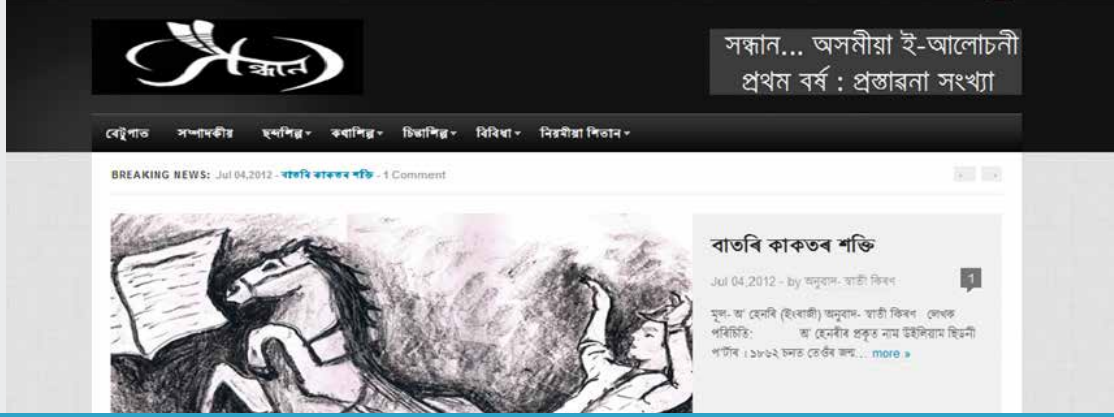 সন্ধান
সন্ধান... অসমীয়া ই-আলোচনী
প্ৰথম বৰ্ষ : প্ৰস্তাৱনা সংখ্যা
বেটুপাত সম্পাদকীয় ছন্দশিল্প কথাশিল্প চিন্তাশিল্প বিবিধা নিয়মীয়া শিতান
BREAKING NEWS: Jul 04,2012 - বাতৰি কাকতৰ শক্তি - 1 Comment
বাতৰি কাকতৰ শক্তি
Jul 04,2012 - by অনুবাদ- স্বাতী কিৰণ
1
মূল- অ' হেনৰি (ইংৰাজী) অনুবাদ- স্বাতী কিৰণ লেখক
পৰিচিতি: অ' হেনৰীৰ প্ৰকৃত নাম উইলিয়াম ছিডনী
প'ৰ্টাৰ । ১৮৬২ চনত তেওঁৰ জন্ম… more »